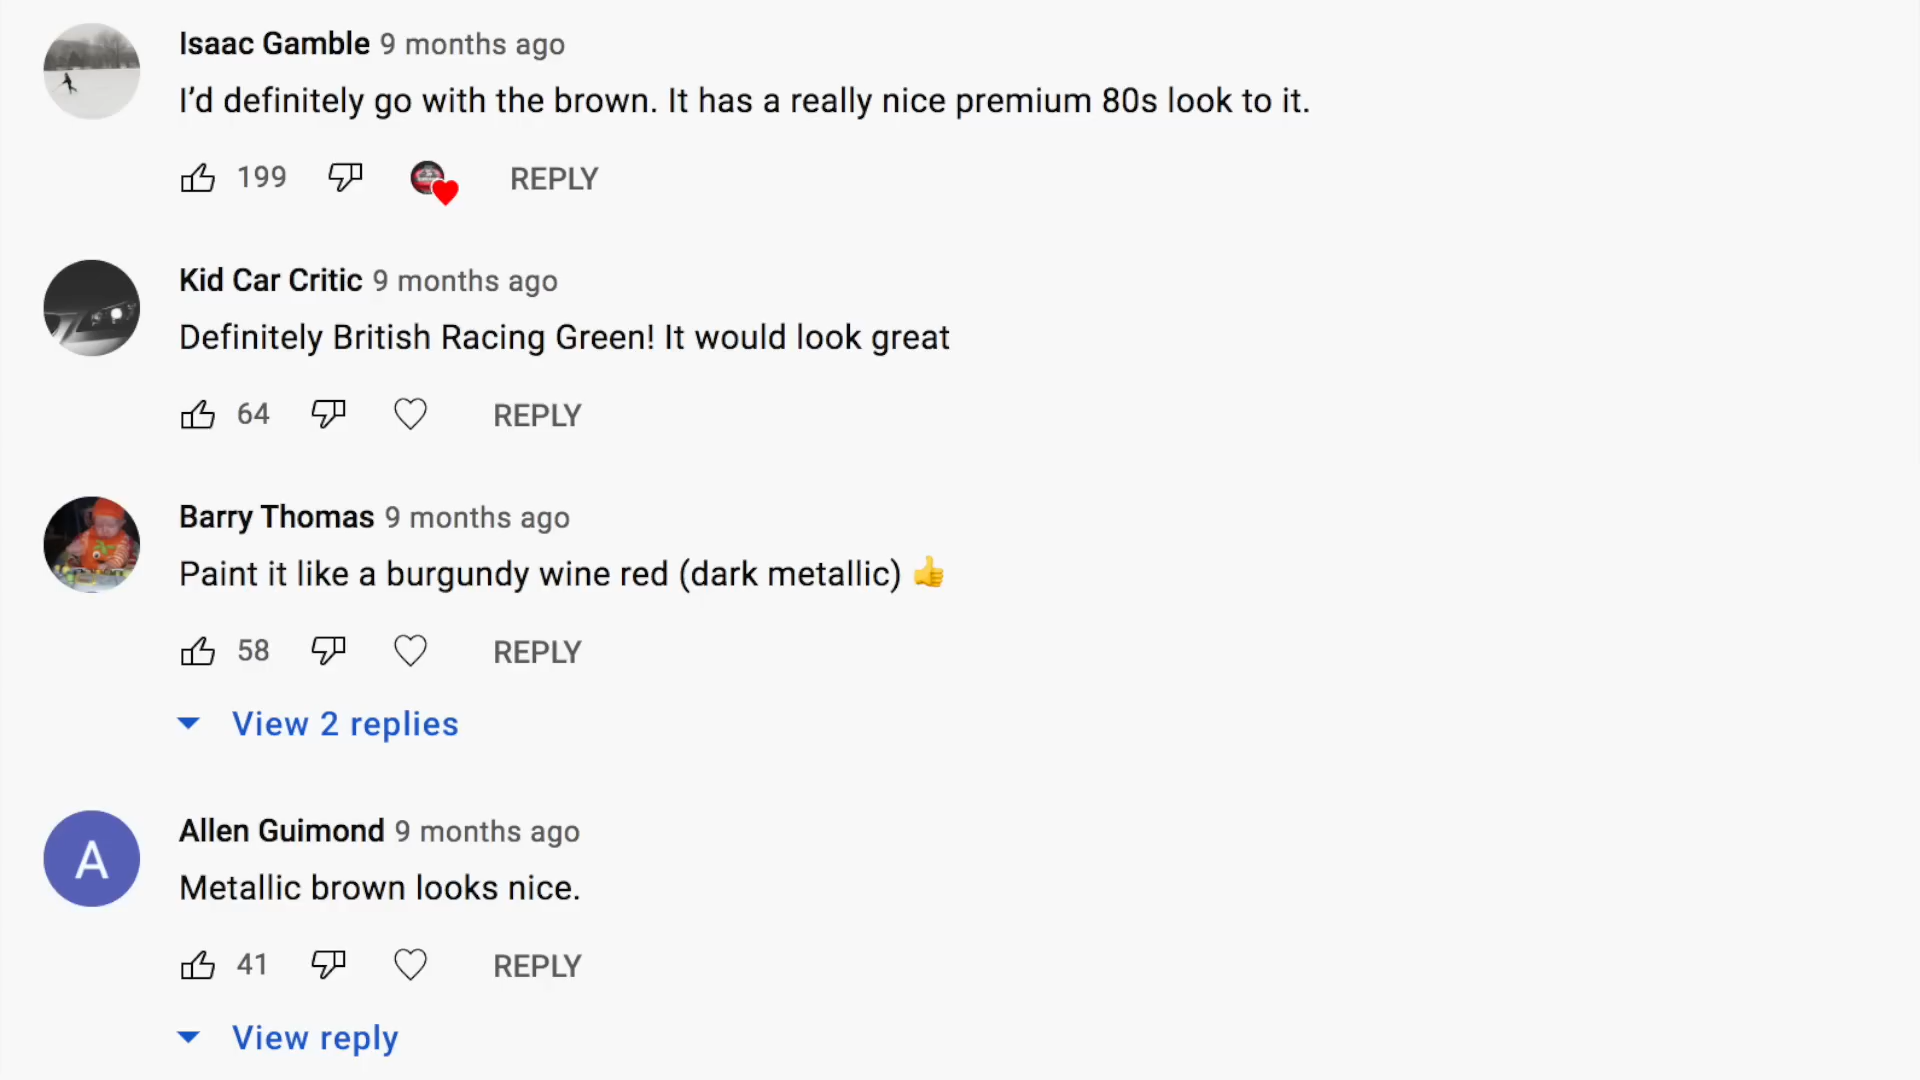 Isaac Gamble 9 months ago
I’d definitely go with the brown. It has a really nice premium 80s look to it.
199 REPLY
Kid Car Critic 9 months ago
Definitely British Racing Green! It would look great
64 REPLY
Barry Thomas 9 months ago
Paint it like a burgundy wine red (dark metallic) 👍
58 REPLY
View 2 replies
A
Allen Guimond 9 months ago
Metallic brown looks nice.
41 REPLY
View reply